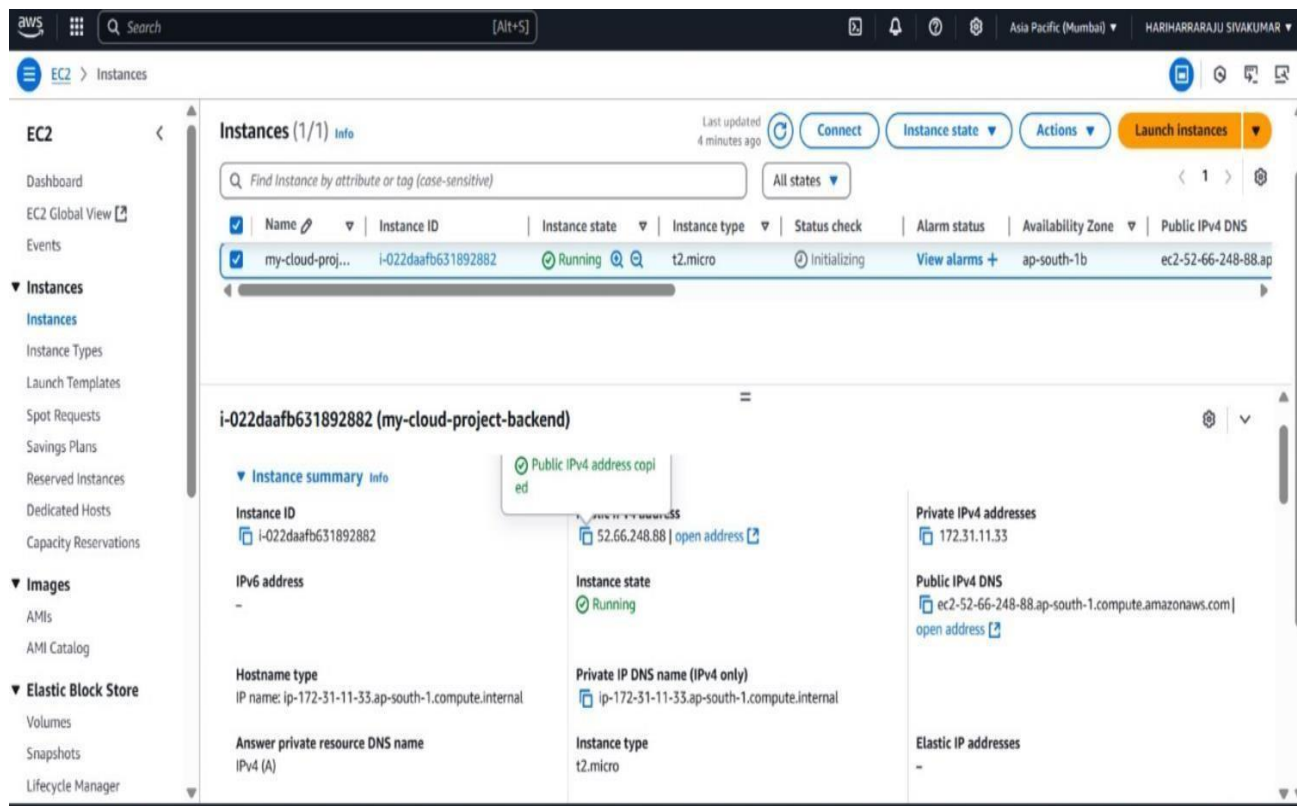 aws Search [Alt+S] Asia Pacific (Mumbai) HARIHARRARAJU SIVAKUMAR
EC2 > Instances
EC2
Dashboard
EC2 Global View
Events
Instances
Instances
Instance Types
Launch Templates
Spot Requests
Savings Plans
Reserved Instances
Dedicated Hosts
Capacity Reservations
Images
AMIs
AMI Catalog
Elastic Block Store
Volumes
Snapshots
Lifecycle Manager
Instances (1/1) Info
Last updated
4 minutes ago
Connect Instance state Actions Launch instances
Find Instance by attribute or tag (case-sensitive) All states 1
Name Instance ID Instance state Instance type Status check Alarm status Availability Zone Public IPv4 DNS
my-cloud-proj... i-022daafb631892882 Running t2.micro Initializing View alarms + ap-south-1b ec2-52-66-248-88.ap
i-022daafb631892882 (my-cloud-project-backend)
Public IPv4 address copi
ed
Instance summary Info
Instance ID
i-022daafb631892882
52.66.248.88 | open address
Private IPv4 addresses
172.31.11.33
IPv6 address
–
Instance state
Running
Public IPv4 DNS
ec2-52-66-248-88.ap-south-1.compute.amazonaws.com |
open address
Hostname type
IP name: ip-172-31-11-33.ap-south-1.compute.internal
Private IP DNS name (IPv4 only)
ip-172-31-11-33.ap-south-1.compute.internal
Answer private resource DNS name
IPv4 (A)
Instance type
t2.micro
Elastic IP addresses
–